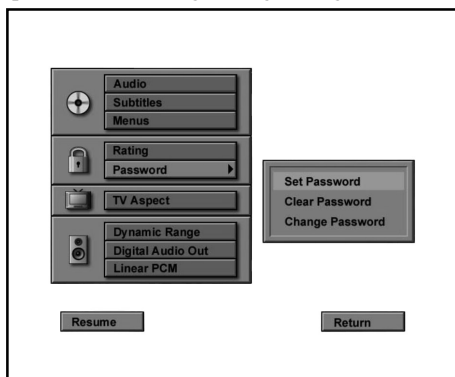 Audio
Subtitles
Menus
Rating
Password
TV Aspect
Dynamic Range
Digital Audio Out
Linear PCM
Set Password
Clear Password
Change Password
Resume
Return